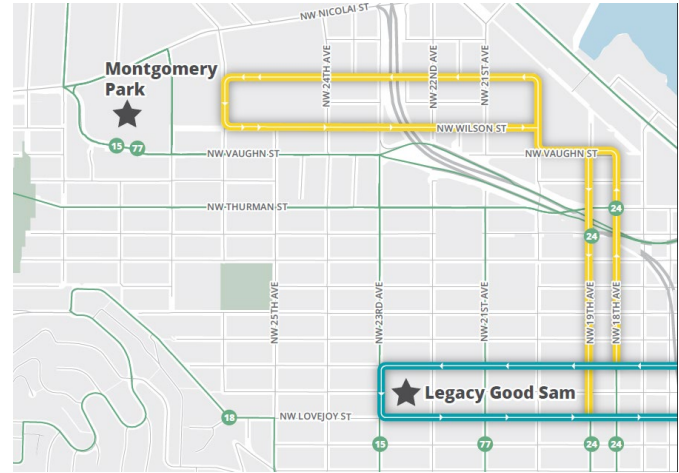 NW NICOLAI ST
Montgomery
Park
NW 24TH AVE
NW 22ND AVE
NW 21ST AVE
NW WILSON ST
15
77
NW VAUGHN ST
NW VAUGHN ST
NW THURMAN ST
24
24
NW 25TH AVE
NW 23RD AVE
NW 21ST AVE
NW 19TH AVE
NW 18TH AVE
Legacy Good Sam
18
NW LOVEJOY ST
15
77
24
24